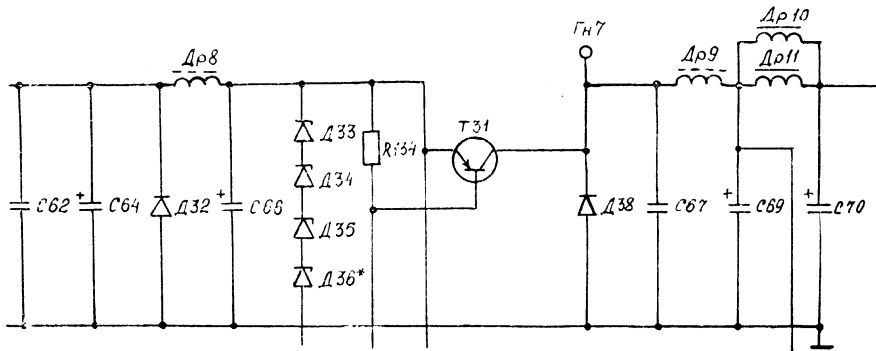 Др10
Гн7
Др8
Др9
Др11
Т31
Д33
R134
Д34
С62
С64
Д32
С66
Д35
Д38
С67
С69
С70
Д36*